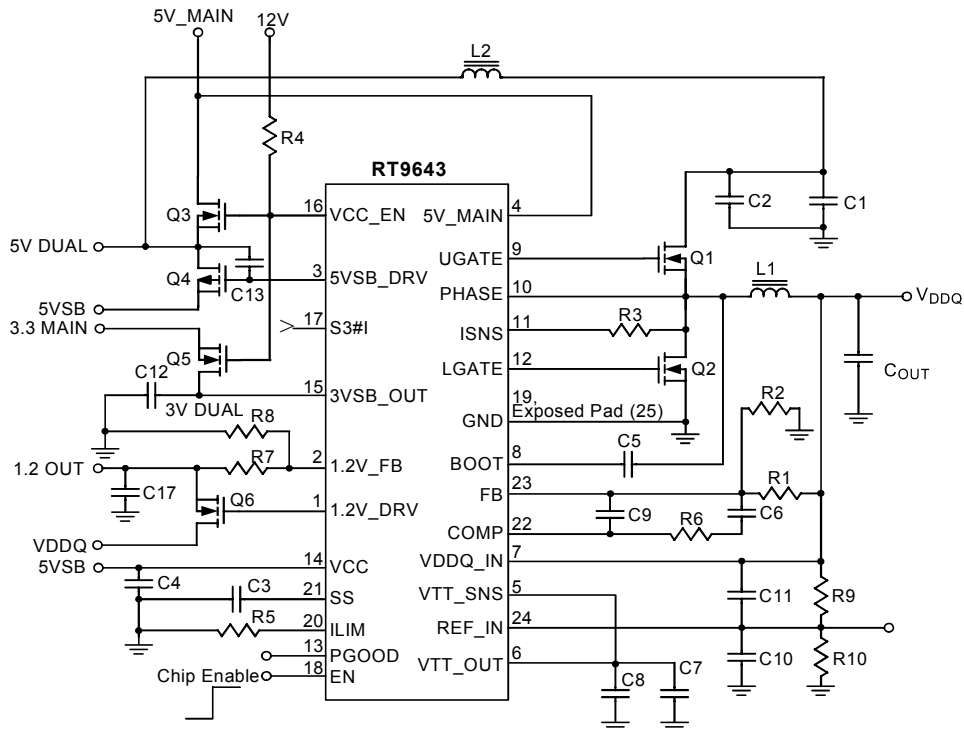 5V_MAIN
12V
L2
R4
RT9643
Q3
16
VCC_EN
5V_MAIN
4
C2
C1
5V DUAL
Q4
C13
3
5VSB_DRV
UGATE
9
Q1
5VSB
PHASE
10
L1
VDDQ
3.3 MAIN
17
S3#I
ISNS
11
R3
Q5
LGATE
12
Q2
COUT
C12
3V DUAL
15
3VSB_OUT
19,
Exposed Pad (25)
GND
R2
R8
BOOT
8
C5
1.2 OUT
R7
2
1.2V_FB
FB
23
R1
C17
Q6
1
1.2V_DRV
C9
C6
COMP
22
R6
VDDQ
VDDQ_IN
7
5VSB
14
VCC
C4
C3
21
SS
VTT_SNS
5
C11
R9
R5
20
ILIM
REF_IN
24
13
PGOOD
VTT_OUT
6
C8
C7
C10
R10
Chip Enable
18
EN